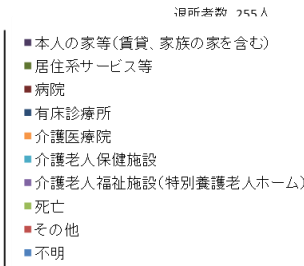 退所者数 255人
本人の家等(賃貸、家族の家を含む)
居住系サービス等
病院
有床診療所
介護医療院
介護老人保健施設
介護老人福祉施設(特別養護老人ホーム)
死亡
その他
不明